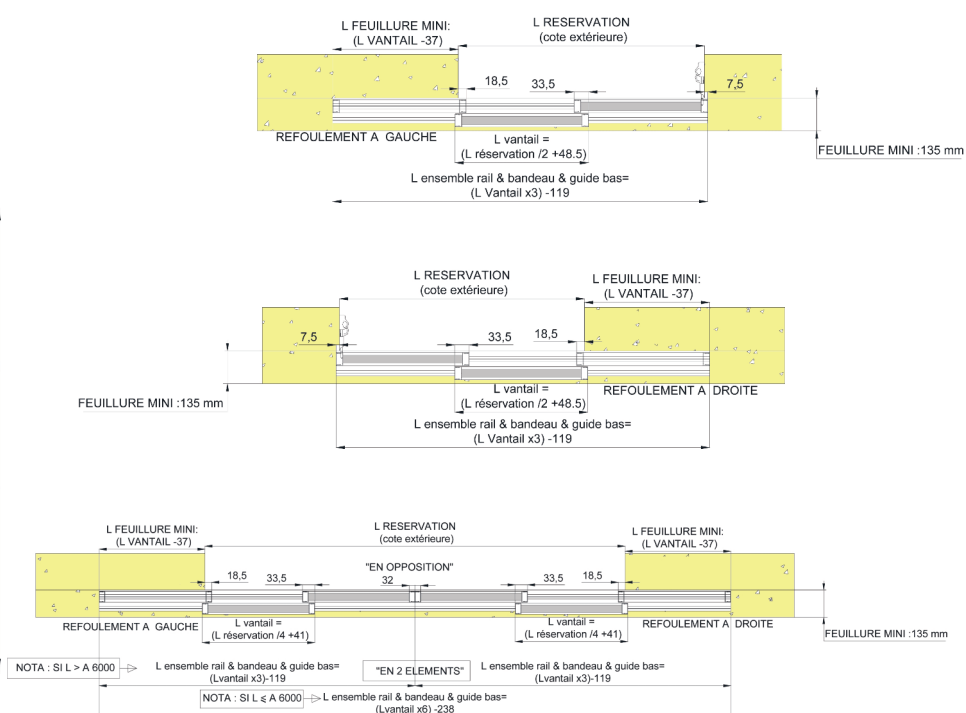 L FEUILLURE MINI:
(L VANTAIL -37)
L RESERVATION
(cote extérieure)
18,5
33,5
7,5
REFOULEMENT A GAUCHE
L vantail =
(L réservation /2 +48.5)
FEUILLURE MINI :135 mm
L ensemble rail & bandeau & guide bas=
(L Vantail x3) -119
L RESERVATION
(cote extérieure)
L FEUILLURE MINI:
(L VANTAIL -37)
7,5
33,5
18,5
L vantail =
(L réservation /2 +48.5)
REFOULEMENT A DROITE
FEUILLURE MINI :135 mm
L ensemble rail & bandeau & guide bas=
(L Vantail x3) -119
L FEUILLURE MINI:
(L VANTAIL -37)
L RESERVATION
(cote extérieure)
L FEUILLURE MINI:
(L VANTAIL -37)
"EN OPPOSITION"
18,5
33,5
32
33,5
18,5
REFOULEMENT A GAUCHE
L vantail =
(L réservation /4 +41)
L vantail =
(L réservation /4 +41)
REFOULEMENT A DROITE
FEUILLURE MINI :135 mm
NOTA : SI L > A 6000
L ensemble rail & bandeau & guide bas=
(Lvantail x3)-119
"EN 2 ELEMENTS"
L ensemble rail & bandeau & guide bas=
(Lvantail x3)-119
NOTA : SI L ⩽ A 6000
L ensemble rail & bandeau & guide bas=
(Lvantail x6) -238